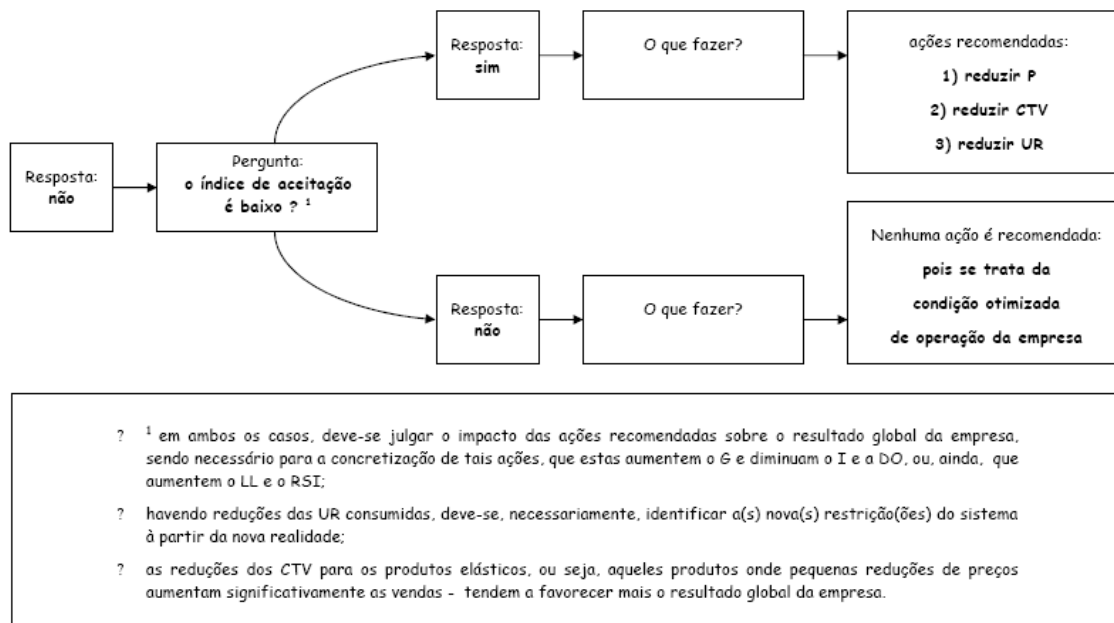 Resposta:
não
Pergunta:
o índice de aceitação
é baixo ? 1
Resposta:
sim
O que fazer?
ações recomendadas:
1) reduzir P
2) reduzir CTV
3) reduzir UR
Resposta:
não
O que fazer?
Nenhuma ação é recomendada:
pois se trata da
condição otimizada
de operação da empresa
? 1 em ambos os casos, deve-se julgar o impacto das ações recomendadas sobre o resultado global da empresa,
sendo necessário para a concretização de tais ações, que estas aumentem o G e diminuam o I e a DO, ou, ainda, que
aumentem o LL e o RSI;
? havendo reduções das UR consumidas, deve-se, necessariamente, identificar a(s) nova(s) restrição(ões) do sistema
à partir da nova realidade;
? as reduções dos CTV para os produtos elásticos, ou seja, aqueles produtos onde pequenas reduções de preços
aumentam significativamente as vendas - tendem a favorecer mais o resultado global da empresa.